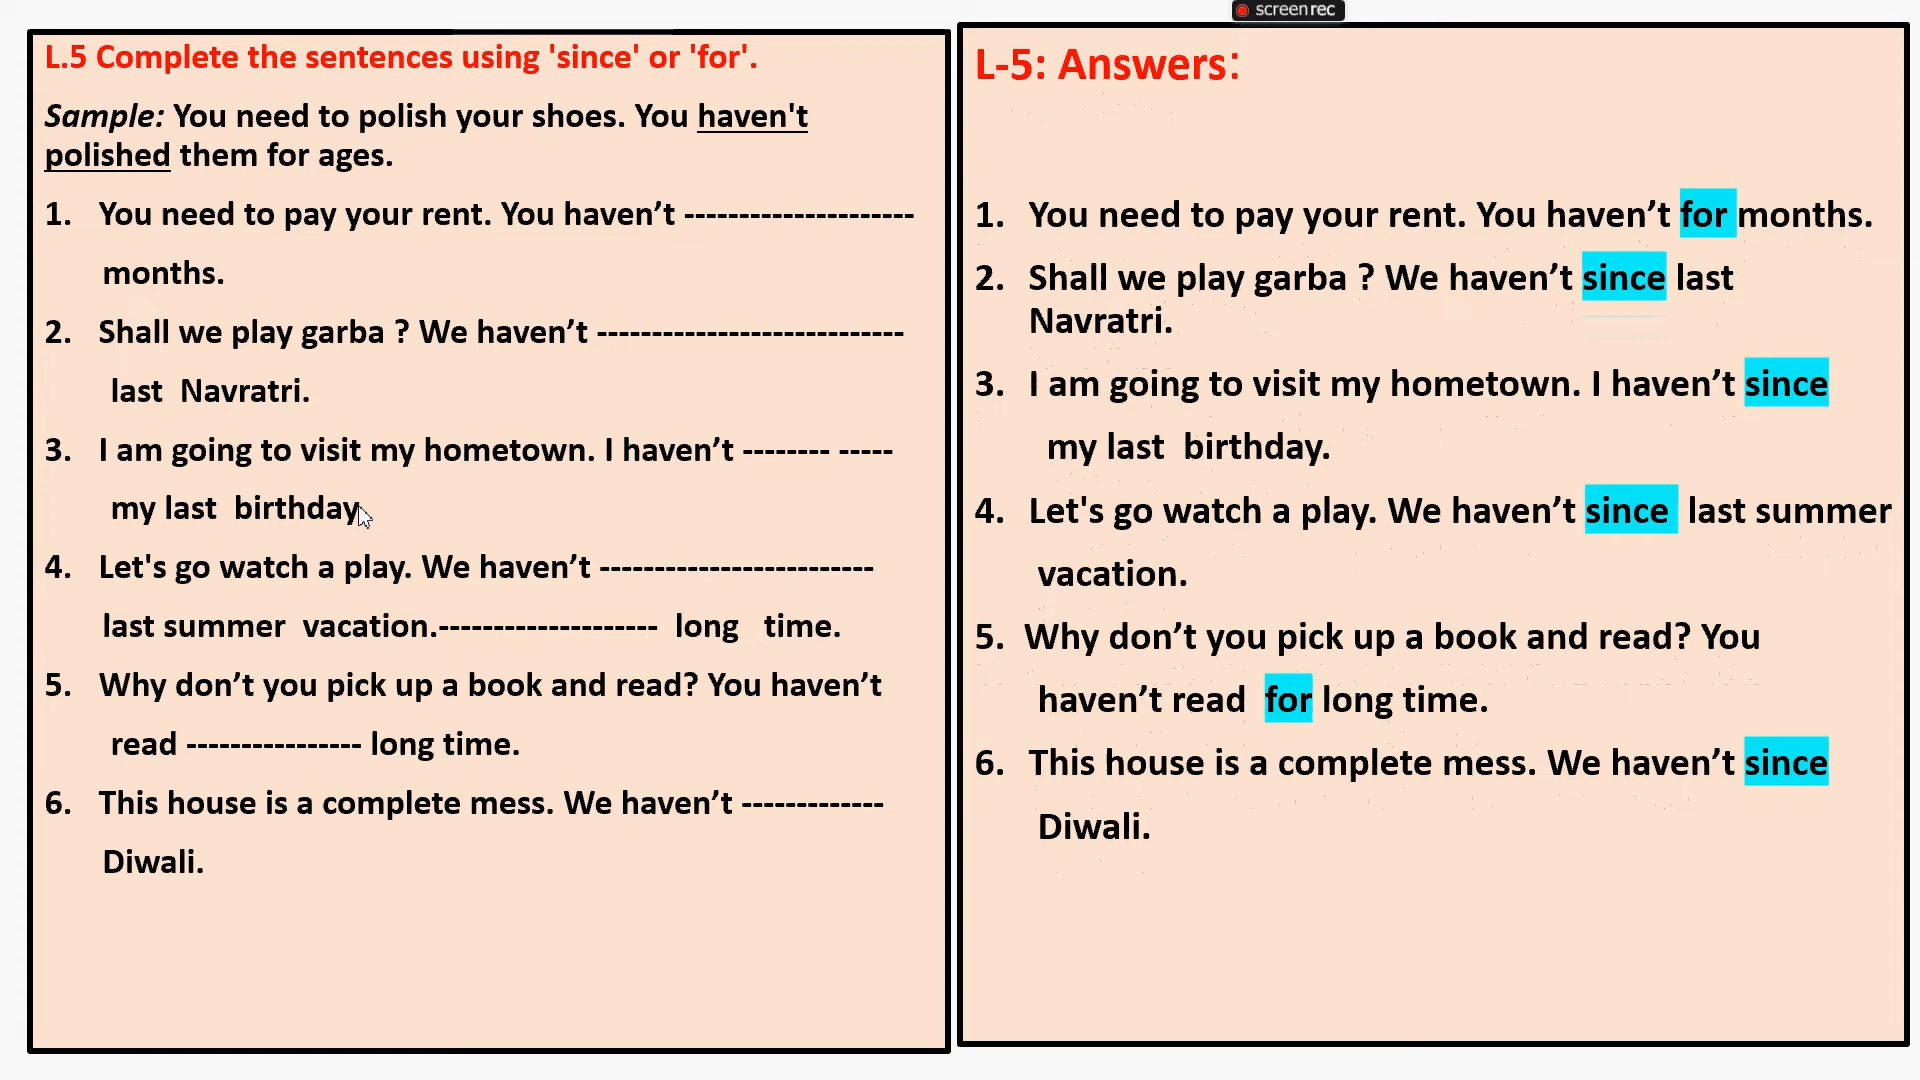 screenrec
L.5 Complete the sentences using 'since' or 'for'.
Sample: You need to polish your shoes. You haven't
polished them for ages.
1. You need to pay your rent. You haven’t ---------------------
months.
2. Shall we play garba ? We haven’t ----------------------------
last Navratri.
3. I am going to visit my hometown. I haven’t -------- -----
my last birthday.
4. Let's go watch a play. We haven’t -------------------------
last summer vacation.-------------------- long time.
5. Why don’t you pick up a book and read? You haven’t
read ---------------- long time.
6. This house is a complete mess. We haven’t -------------
Diwali.
L-5: Answers:
1. You need to pay your rent. You haven’t for months.
2. Shall we play garba ? We haven’t since last
Navratri.
3. I am going to visit my hometown. I haven’t since
my last birthday.
4. Let's go watch a play. We haven’t since last summer
vacation.
5. Why don’t you pick up a book and read? You
haven’t read for long time.
6. This house is a complete mess. We haven’t since
Diwali.